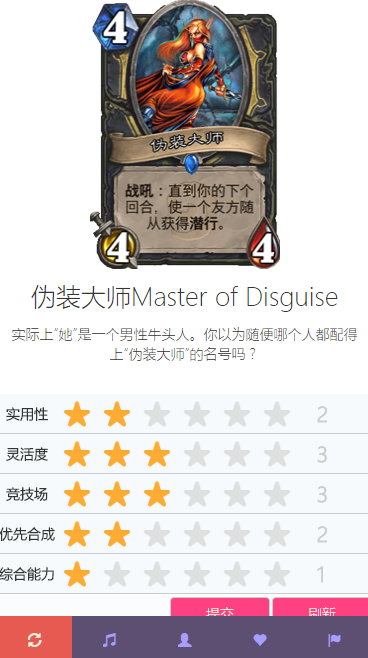 4
伪装大师
战吼：直到你的下个
回合，使一个友方随
从获得潜行。
4 4
伪装大师Master of Disguise
实际上“她”是一个男性牛头人。你以为随便哪个人都配得
上“伪装大师”的名号吗？
实用性 2
灵活度 3
竞技场 3
优先合成 2
综合能力 1
提交 刷新